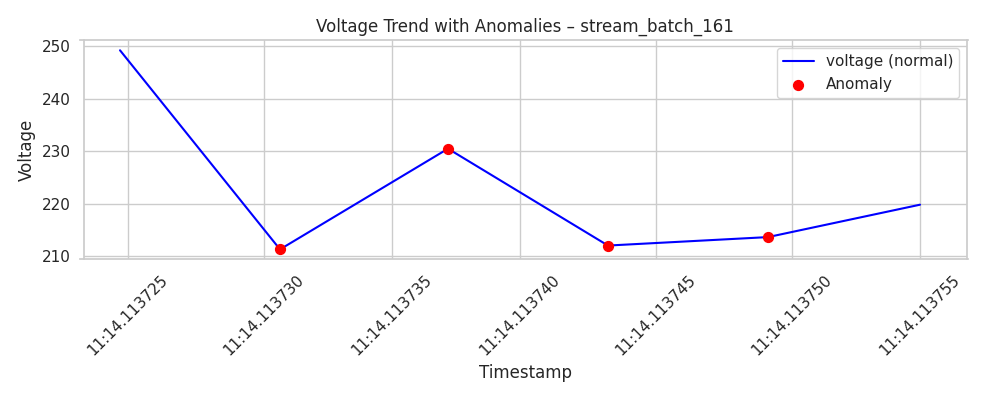 Voltage Trend with Anomalies – stream_batch_161
voltage (normal)
Anomaly
Voltage
250
240
230
220
210
11:14.113725
11:14.113730
11:14.113735
11:14.113740
11:14.113745
11:14.113750
11:14.113755
Timestamp